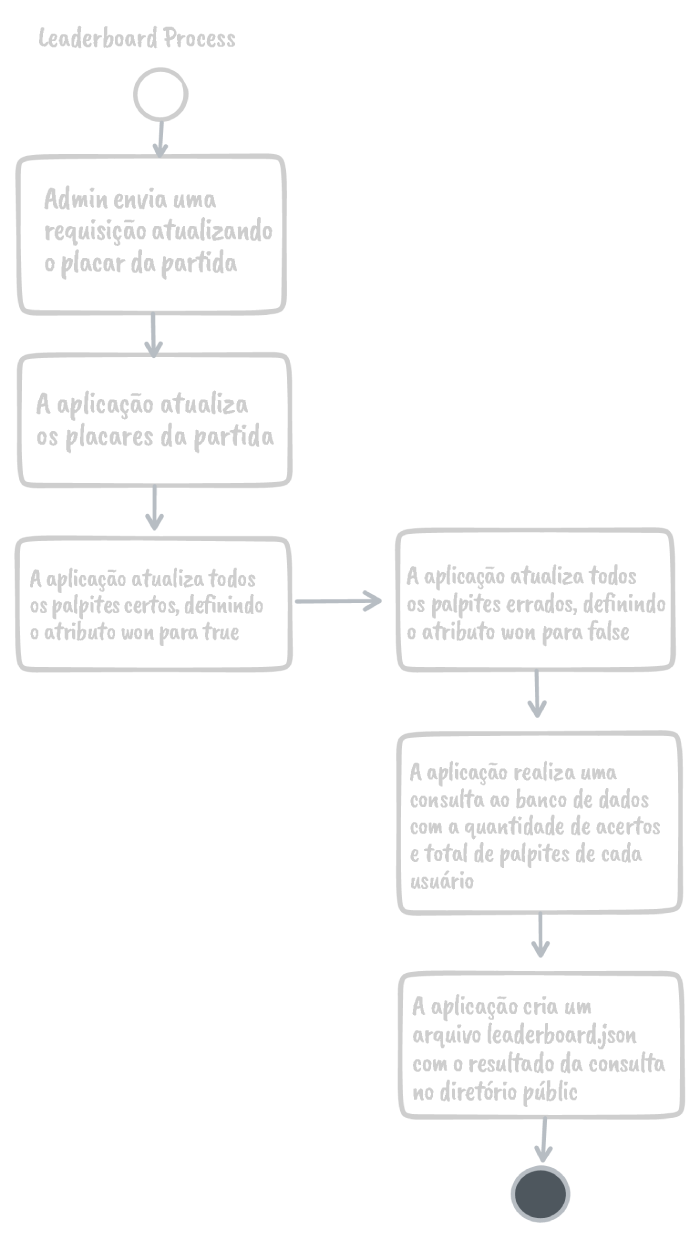 Leaderboard Process
Admin envia uma
requisição atualizando
o placar da partida
A aplicação atualiza
os placares da partida
A aplicação atualiza todos
os palpites certos, definindo
o atributo won para true
A aplicação atualiza todos
os palpites errados, definindo
o atributo won para false
A aplicação realiza uma
consulta ao banco de dados
com a quantidade de acertos
e total de palpites de cada
usuário
A aplicação cria um
arquivo leaderboard.json
com o resultado da consulta
no diretório públic